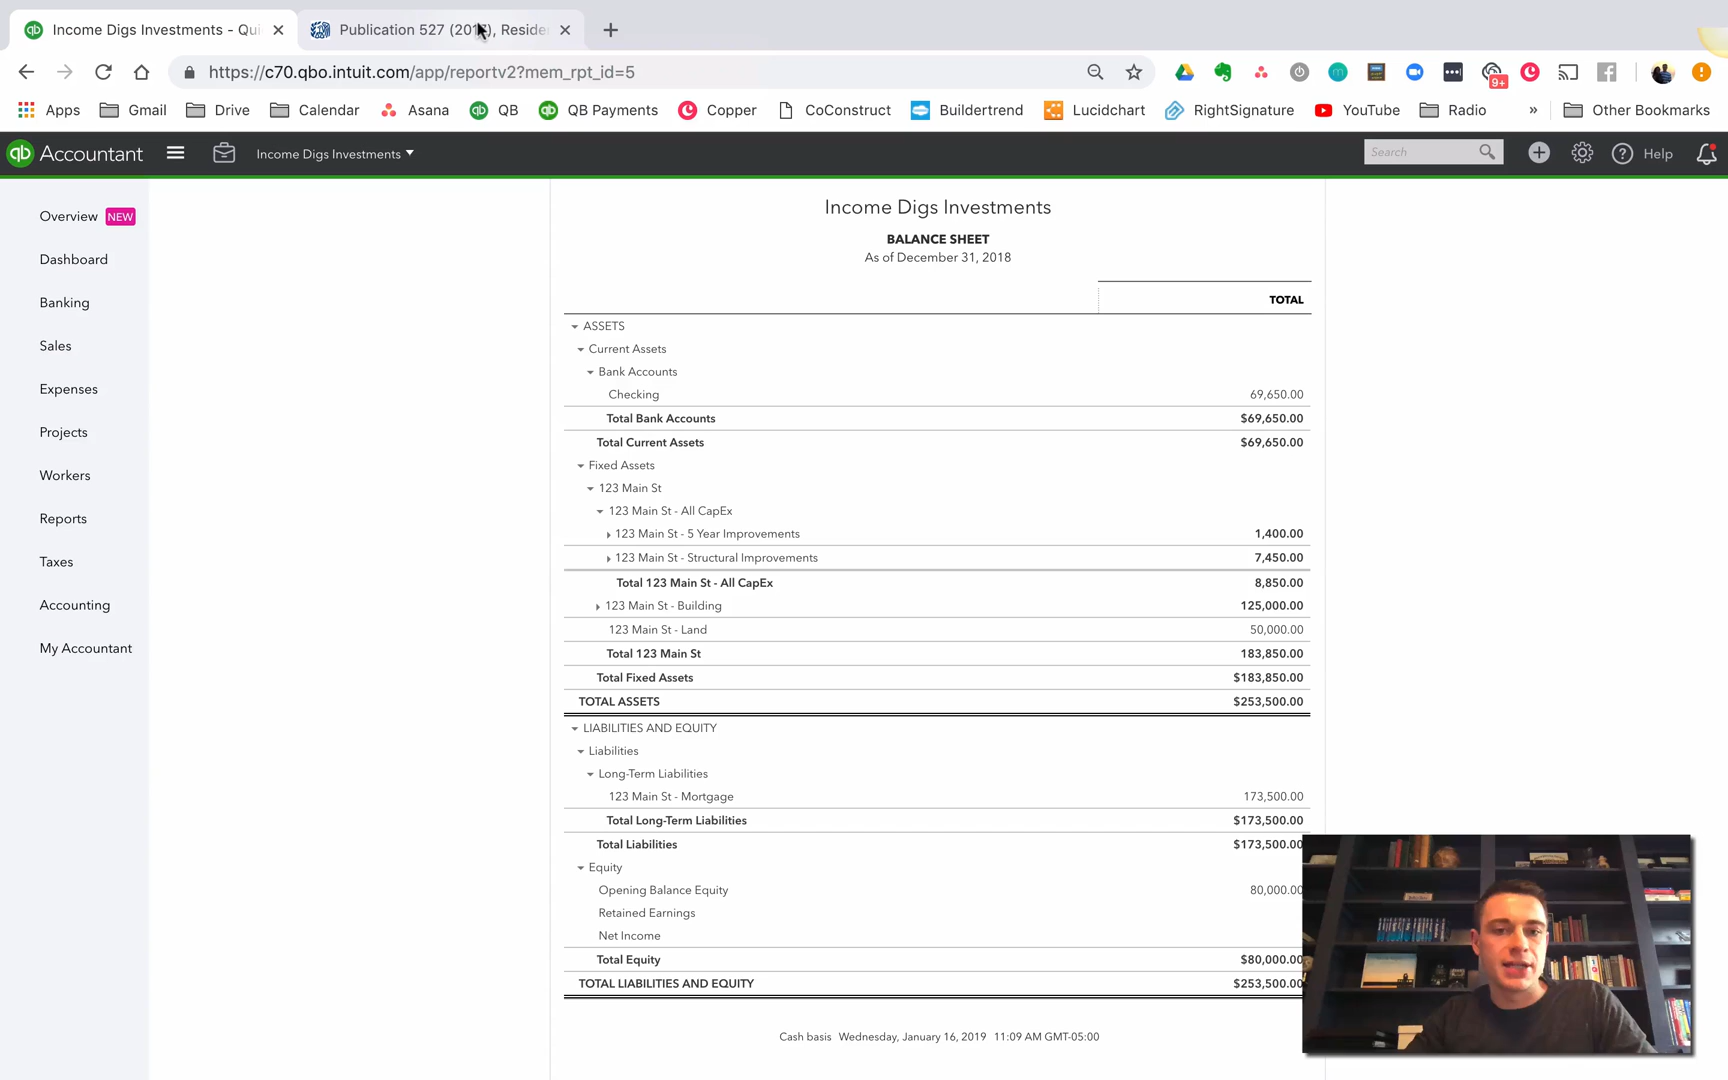 Income Digs Investments - Qui
Publication 527 (201 ), Reside
https://c70.qbo.intuit.com/app/reportv2?mem_rpt_id=5
9+
Apps
Gmail
Drive
Calendar
Asana
QB
QB Payments
Copper
CoConstruct
Buildertrend
Lucidchart
RightSignature
YouTube
Radio
»
Other Bookmarks
qb Accountant
Income Digs Investments
Search
Help
Overview NEW
Dashboard
Banking
Sales
Expenses
Projects
Workers
Reports
Taxes
Accounting
My Accountant
Income Digs Investments
BALANCE SHEET
As of December 31, 2018
TOTAL
ASSETS
Current Assets
Bank Accounts
Checking 69,650.00
Total Bank Accounts $69,650.00
Total Current Assets $69,650.00
Fixed Assets
123 Main St
123 Main St - All CapEx
123 Main St - 5 Year Improvements 1,400.00
123 Main St - Structural Improvements 7,450.00
Total 123 Main St - All CapEx 8,850.00
123 Main St - Building 125,000.00
123 Main St - Land 50,000.00
Total 123 Main St 183,850.00
Total Fixed Assets $183,850.00
TOTAL ASSETS $253,500.00
LIABILITIES AND EQUITY
Liabilities
Long-Term Liabilities
123 Main St - Mortgage 173,500.00
Total Long-Term Liabilities $173,500.00
Total Liabilities $173,500.00
Equity
Opening Balance Equity 80,000.00
Retained Earnings
Net Income
Total Equity $80,000.00
TOTAL LIABILITIES AND EQUITY $253,500.00
Cash basis Wednesday, January 16, 2019 11:09 AM GMT-05:00